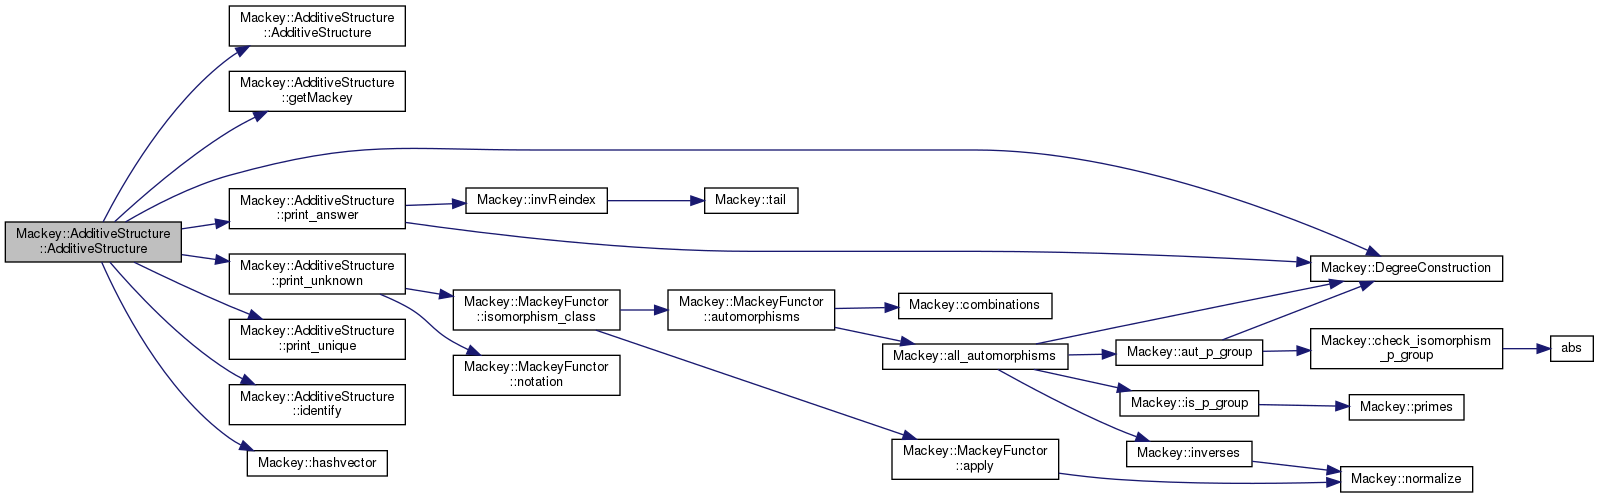 Mackey::AdditiveStructure
::AdditiveStructure
Mackey::AdditiveStructure
::AdditiveStructure
Mackey::AdditiveStructure
::getMackey
Mackey::AdditiveStructure
::print_answer
Mackey::AdditiveStructure
::print_unknown
Mackey::AdditiveStructure
::print_unique
Mackey::AdditiveStructure
::identify
Mackey::hashvector
Mackey::invReindex
Mackey::tail
Mackey::MackeyFunctor
::isomorphism_class
Mackey::MackeyFunctor
::notation
Mackey::MackeyFunctor
::automorphisms
Mackey::combinations
Mackey::all_automorphisms
Mackey::MackeyFunctor
::apply
Mackey::aut_p_group
Mackey::is_p_group
Mackey::inverses
Mackey::DegreeConstruction
Mackey::check_isomorphism
_p_group
abs
Mackey::primes
Mackey::normalize